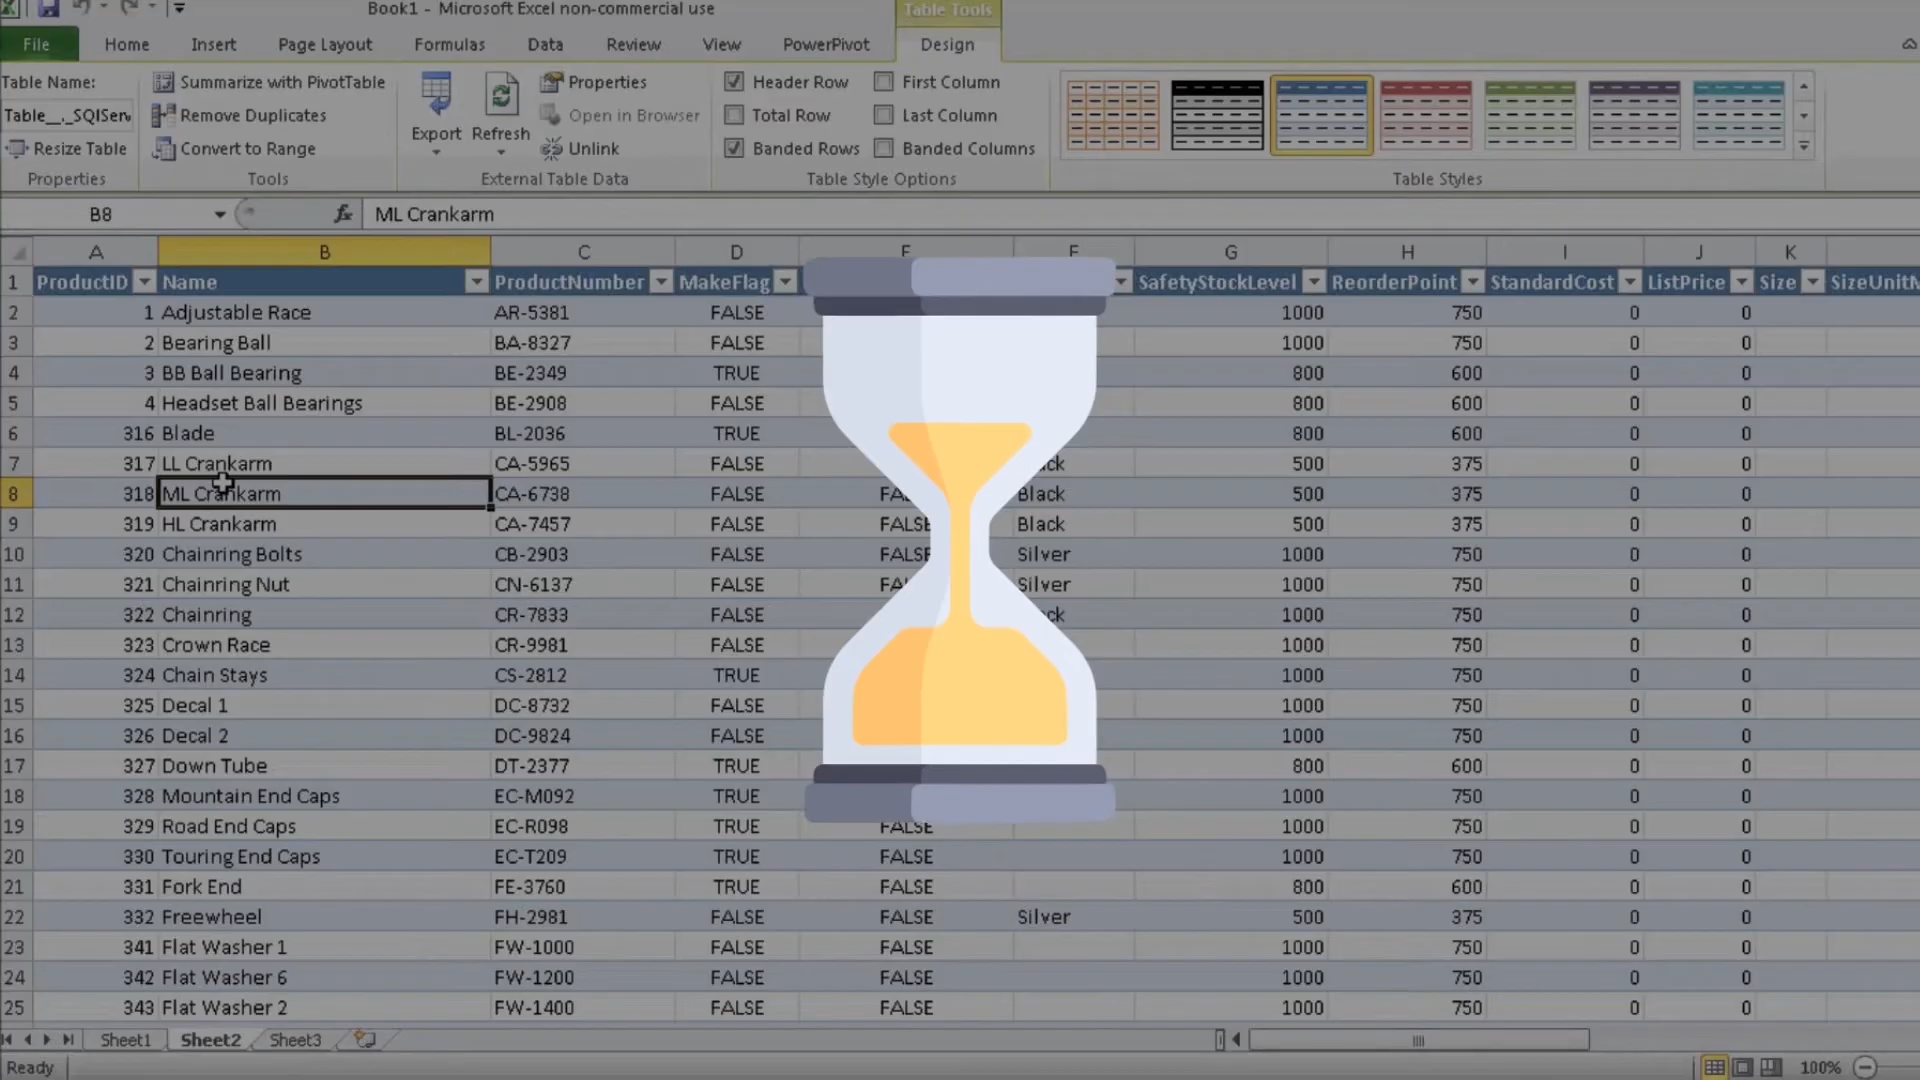 Book1 - Microsoft Excel non-commercial use
Table Tools
File Home Insert Page Layout Formulas Data Review View PowerPivot Design
Table Name: Summarize with PivotTable Properties Header Row First Column
Table__._SQlServ Remove Duplicates Export Refresh Open in Browser Total Row Last Column
Resize Table Convert to Range Unlink Banded Rows Banded Columns
Properties Tools External Table Data Table Style Options Table Styles
B8 fx ML Crankarm
A B C D G H I J K
1 ProductID Name ProductNumber MakeFlag SafetyStockLevel ReorderPoint StandardCost ListPrice Size
2 1 Adjustable Race AR-5381 FALSE 1000 750 0 0
3 2 Bearing Ball BA-8327 FALSE 1000 750 0 0
4 3 BB Ball Bearing BE-2349 TRUE 800 600 0 0
5 4 Headset Ball Bearings BE-2908 FALSE 800 600 0 0
6 316 Blade BL-2036 TRUE 800 600 0 0
7 317 LL Crankarm CA-5965 FALSE ck 500 375 0 0
8 318 ML Crankarm CA-6738 FALSE FA Black 500 375 0 0
9 319 HL Crankarm CA-7457 FALSE FALSE Black 500 375 0 0
10 320 Chainring Bolts CB-2903 FALSE FALSE Silver 1000 750 0 0
11 321 Chainring Nut CN-6137 FALSE FA Silver 1000 750 0 0
12 322 Chainring CR-7833 FALSE ck 1000 750 0 0
13 323 Crown Race CR-9981 FALSE 1000 750 0 0
14 324 Chain Stays CS-2812 TRUE 1000 750 0 0
15 325 Decal 1 DC-8732 FALSE 1000 750 0 0
16 326 Decal 2 DC-9824 FALSE 1000 750 0 0
17 327 Down Tube DT-2377 TRUE 800 600 0 0
18 328 Mountain End Caps EC-M092 TRUE 1000 750 0 0
19 329 Road End Caps EC-R098 TRUE FALSE 1000 750 0 0
20 330 Touring End Caps EC-T209 TRUE FALSE 1000 750 0 0
21 331 Fork End FE-3760 TRUE FALSE 800 600 0 0
22 332 Freewheel FH-2981 FALSE FALSE Silver 500 375 0 0
23 341 Flat Washer 1 FW-1000 FALSE FALSE 1000 750 0 0
24 342 Flat Washer 6 FW-1200 FALSE FALSE 1000 750 0 0
25 343 Flat Washer 2 FW-1400 FALSE FALSE 1000 750 0 0
Sheet1 Sheet2 Sheet3
Ready 100%